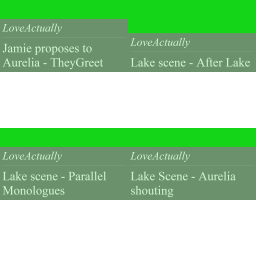 LoveActually
Jamie proposes to
Aurelia - TheyGreet
LoveActually
Lake scene - After Lake
LoveActually
Lake scene - Parallel
Monologues
LoveActually
Lake Scene - Aurelia
shouting